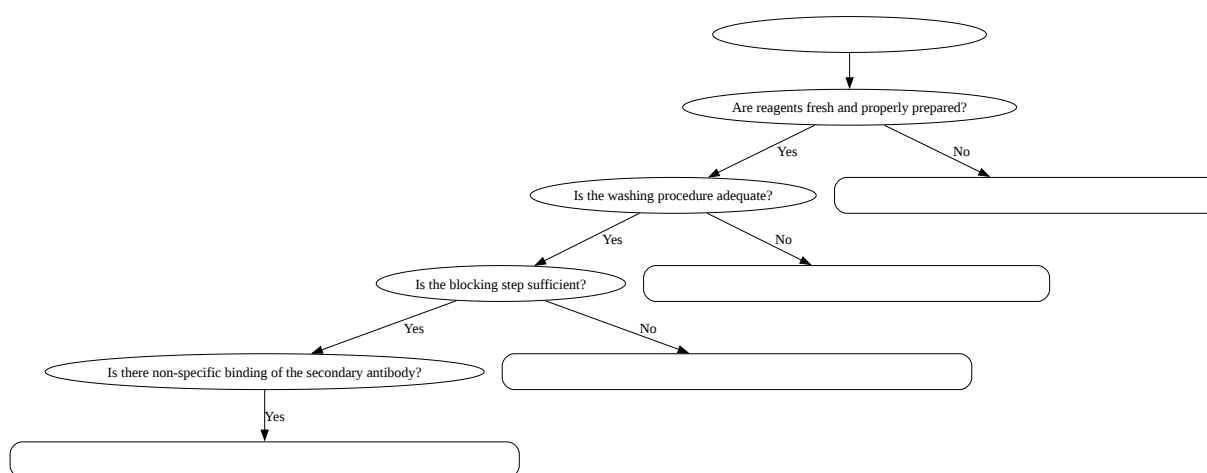 Are reagents fresh and properly prepared?
Yes
No
Is the washing procedure adequate?
Yes
No
Is the blocking step sufficient?
Yes
No
Is there non-specific binding of the secondary antibody?
Yes